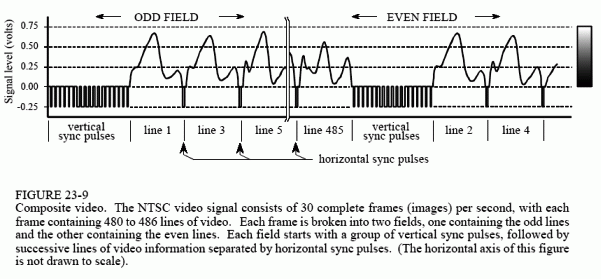 ODD FIELD
EVEN FIELD
Signal level (volts)
0.75
0.50
0.25
0.00
-0.25
vertical
sync pulses
line 1
line 3
line 5
line 485
vertical
sync pulses
line 2
line 4
horizontal sync pulses
FIGURE 23-9
Composite video. The NTSC video signal consists of 30 complete frames (images) per second, with each
frame containing 480 to 486 lines of video. Each frame is broken into two fields, one containing the odd lines
and the other containing the even lines. Each field starts with a group of vertical sync pulses, followed by
successive lines of video information separated by horizontal sync pulses. (The horizontal axis of this figure
is not drawn to scale).